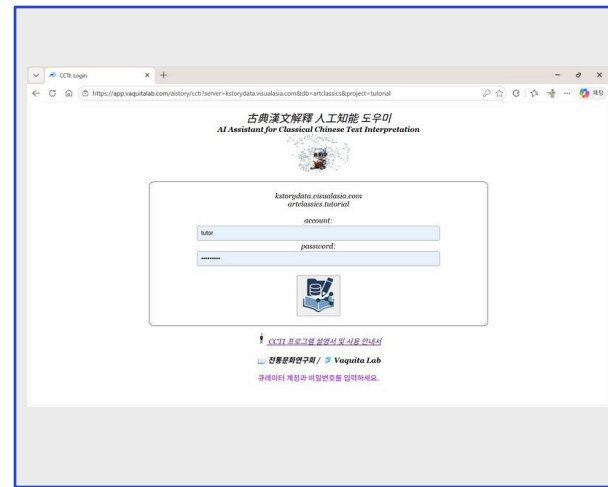 CCTI: Login
https://app.vaquitalab.com/aistory/ccti?server=kstorydata.visualasia.com&db=artclassics&project=tutorial
채팅
古典漢文解釋 人工知能 도우미
AI Assistant for Classical Chinese Text Interpretation
kstorydata.visualasia.com
artclassics.tutorial
account:
tutor
password:
•••••••••
CCTI 프로그램 설명서 및 사용 안내서
전통문화연구회 / Vaquita Lab
큐레이터 계정과 비밀번호를 입력하세요.